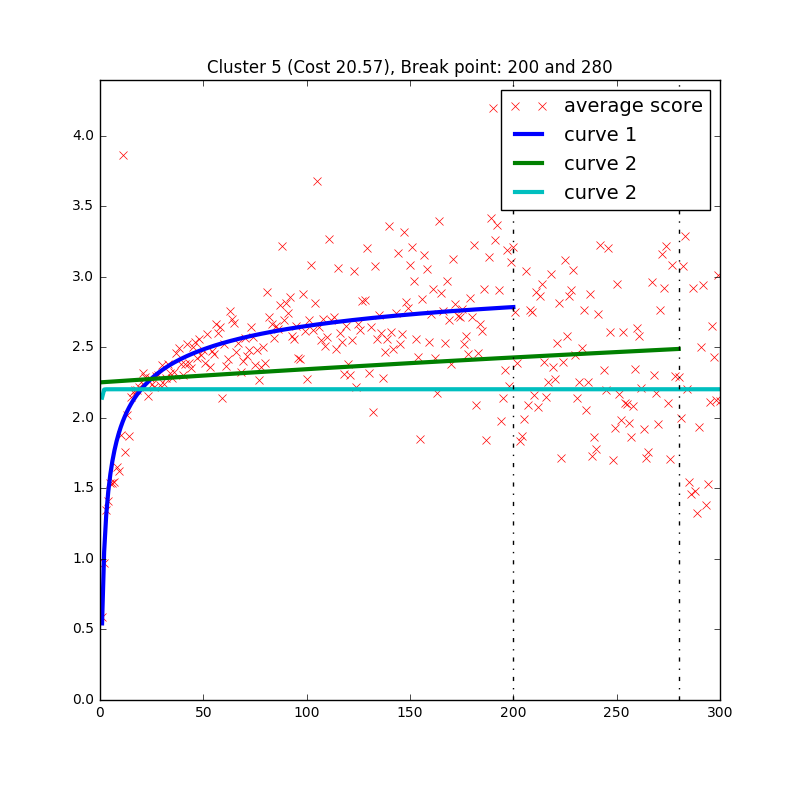 Cluster 5 (Cost 20.57), Break point: 200 and 280
average score
curve 1
curve 2
curve 2
4.0
3.5
3.0
2.5
2.0
1.5
1.0
0.5
0.0
0 50 100 150 200 250 300